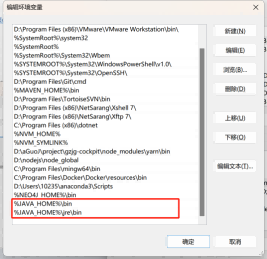 编辑环境变量
D:\Program Files (x86)\VMware\VMware Workstation\bin\
%SystemRoot%\system32
%SystemRoot%
%SystemRoot%\System32\Wbem
%SYSTEMROOT%\System32\WindowsPowerShell\v1.0\
%SYSTEMROOT%\System32\OpenSSH\
D:\Program Files\Git\cmd
%MAVEN_HOME%\bin
D:\Program Files\TortoiseSVN\bin
D:\Program Files (x86)\NetSarang\Xshell 7\
D:\Program Files (x86)\NetSarang\Xftp 7\
C:\Program Files (x86)\dotnet
%NVM_HOME%
%NVM_SYMLINK%
D:\aGuoJ\project\gzjg-cockpit\node_modules\yarn\bin
D:\nodejs\node_global
C:\Program Files\mingw64\bin
C:\Program Files\Docker\Docker\resources\bin
D:\Users\10235\anaconda3\Scripts
%NEO4J_HOME%\bin
%JAVA_HOME%\bin
%JAVA_HOME%\jre\bin
新建(N)
编辑(E)
浏览(B)...
删除(D)
上移(U)
下移(O)
编辑文本(T)...
确定
取消